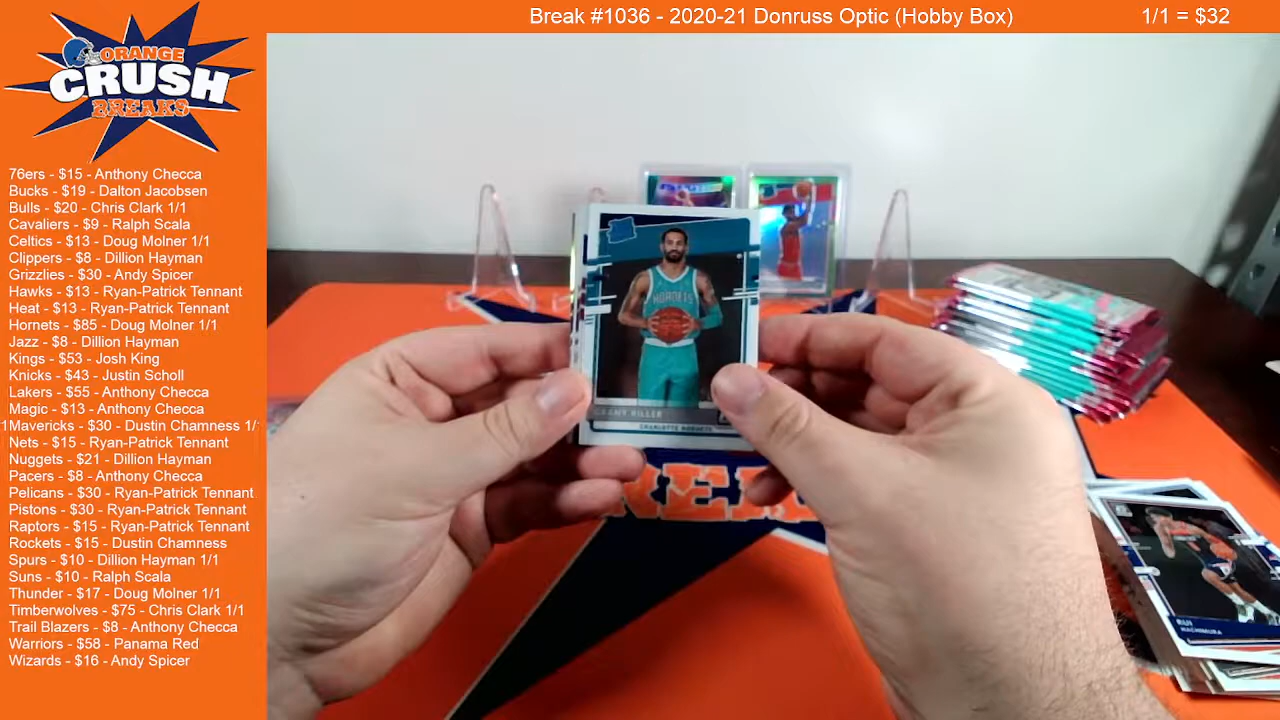 Break #1036 - 2020-21 Donruss Optic (Hobby Box)
1/1 = $32
ORANGE
CRUSH
BREAKS
76ers - $15 - Anthony Checca
Bucks - $19 - Dalton Jacobsen
Bulls - $20 - Chris Clark 1/1
Cavaliers - $9 - Ralph Scala
Celtics - $13 - Doug Molner 1/1
Clippers - $8 - Dillion Hayman
Grizzlies - $30 - Andy Spicer
Hawks - $13 - Ryan-Patrick Tennant
Heat - $13 - Ryan-Patrick Tennant
Hornets - $85 - Doug Molner 1/1
Jazz - $8 - Dillion Hayman
Kings - $53 - Josh King
Knicks - $43 - Justin Scholl
Lakers - $55 - Anthony Checca
Magic - $13 - Anthony Checca
1Mavericks - $30 - Dustin Chamness 1/
Nets - $15 - Ryan-Patrick Tennant
Nuggets - $21 - Dillion Hayman
Pacers - $8 - Anthony Checca
Pelicans - $30 - Ryan-Patrick Tennant
Pistons - $30 - Ryan-Patrick Tennant
Raptors - $15 - Ryan-Patrick Tennant
Rockets - $15 - Dustin Chamness
Spurs - $10 - Dillion Hayman 1/1
Suns - $10 - Ralph Scala
Thunder - $17 - Doug Molner 1/1
Timberwolves - $75 - Chris Clark 1/1
Trail Blazers - $8 - Anthony Checca
Warriors - $58 - Panama Red
Wizards - $16 - Andy Spicer
HORNETS
GRANT RILLER
CHARLOTTE HORNETS
RUI
HACHIMURA